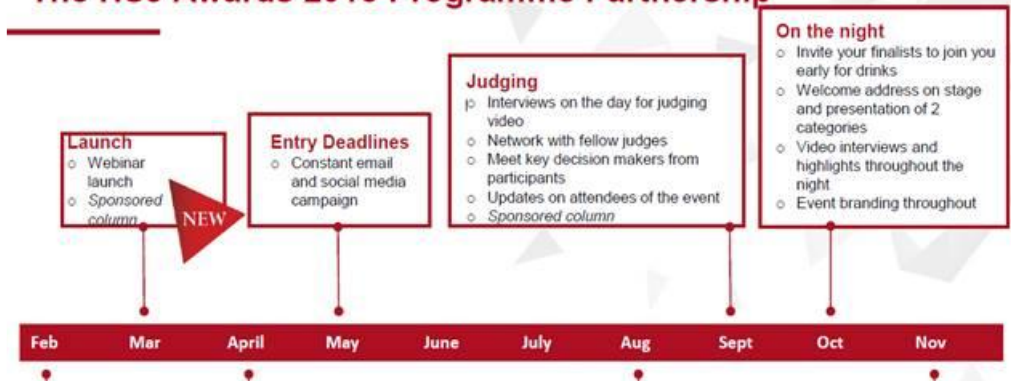 Awards Programme Partnership
On the night
o Invite your finalists to join you
early for drinks
o Welcome address on stage
and presentation of 2
categories
o Video interviews and
highlights throughout the
night
o Event branding throughout
Judging
o Interviews on the day for judging
video
o Network with fellow judges
o Meet key decision makers from
participants
o Updates on attendees of the event
o Sponsored column
Launch
o Webinar
launch
o Sponsored
column
NEW
Entry Deadlines
o Constant email
and social media
campaign
Feb Mar April May June July Aug Sept Oct Nov